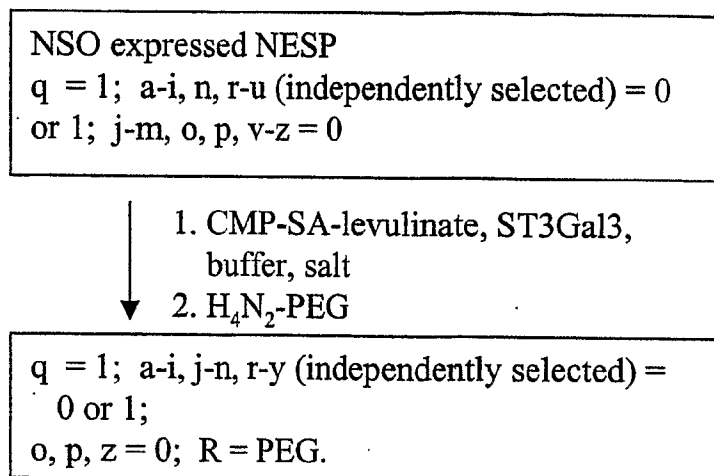 NSO expressed NESP
q = 1; a-i, n, r-u (independently selected) = 0
or 1; j-m, o, p, v-z = 0
1. CMP-SA-levulinate, ST3Gal3,
buffer, salt
2. H₄N₂-PEG
q = 1; a-i, j-n, r-y (independently selected) =
0 or 1;
o, p, z = 0; R = PEG.